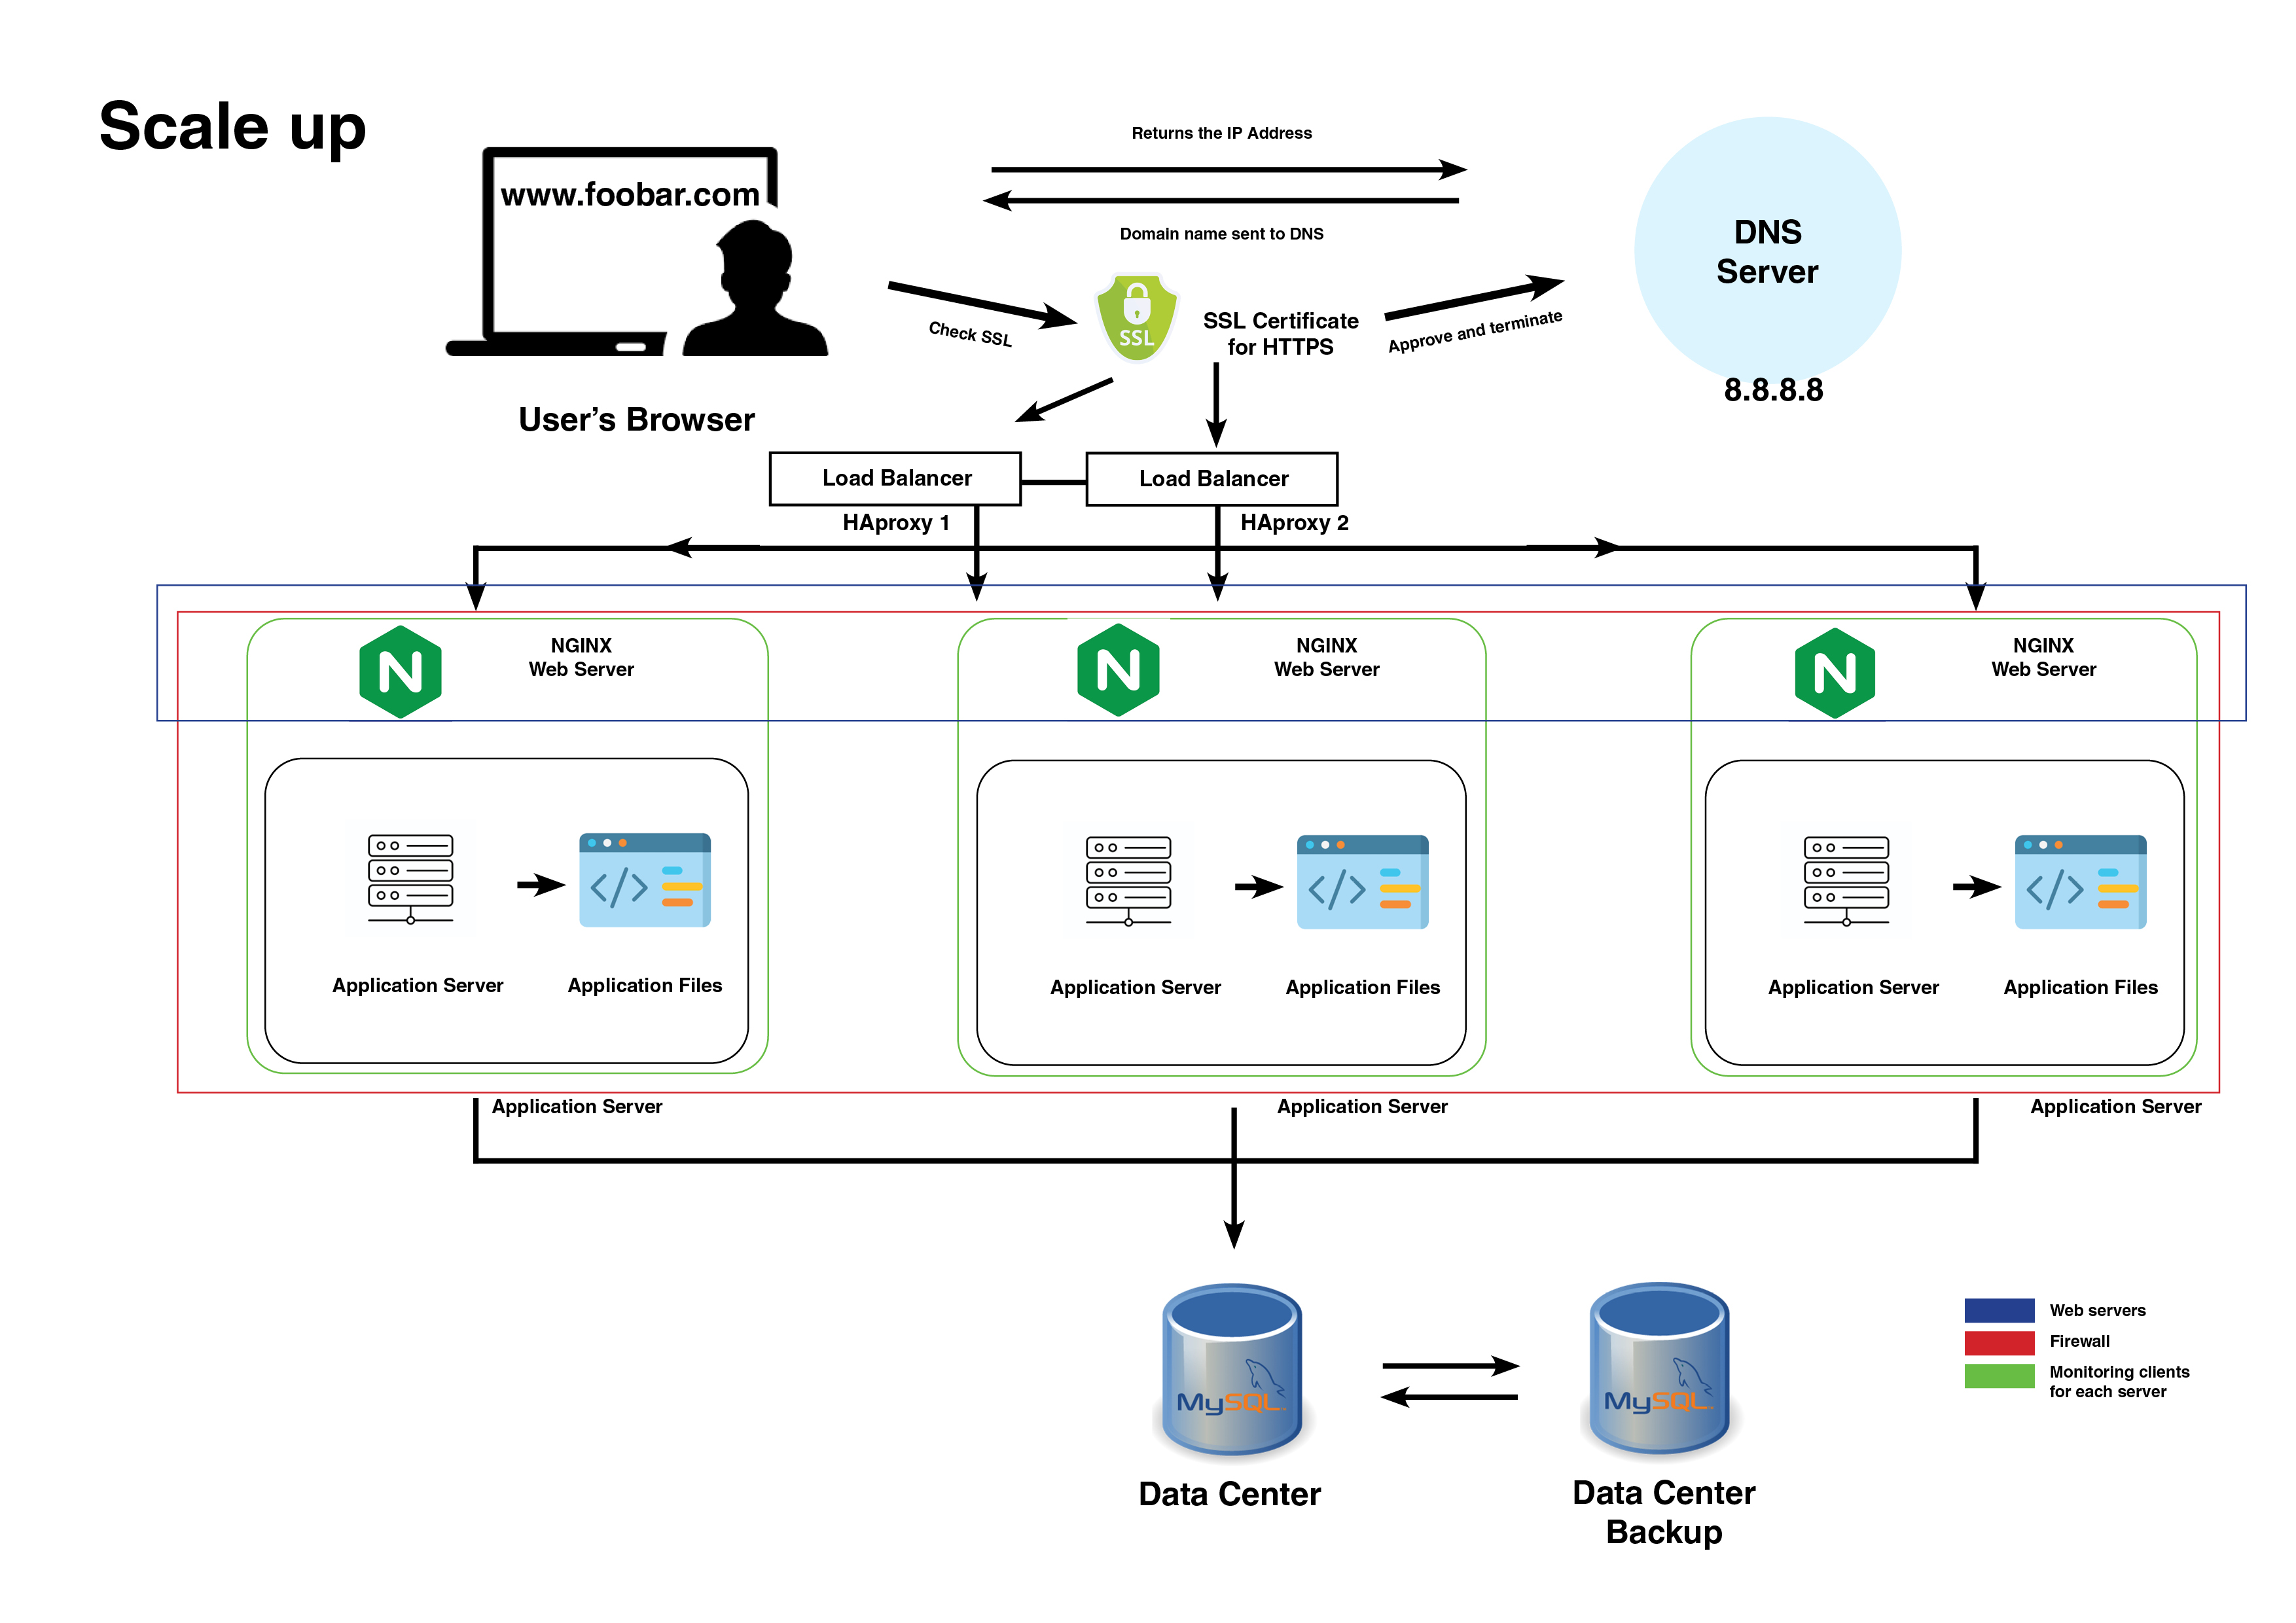 Scale up
Returns the IP Address
www.foobar.com
Domain name sent to DNS
DNS
Server
8.8.8.8
Check SSL
SSL
SSL Certificate
for HTTPS
Approve and terminate
User’s Browser
Load Balancer
Load Balancer
HAproxy 1
HAproxy 2
NGINX
Web Server
NGINX
Web Server
NGINX
Web Server
Application Server
Application Files
Application Server
Application Files
Application Server
Application Files
Application Server
Application Server
Application Server
MySQL
MySQL
Data Center
Data Center
Backup
Web servers
Firewall
Monitoring clients
for each server